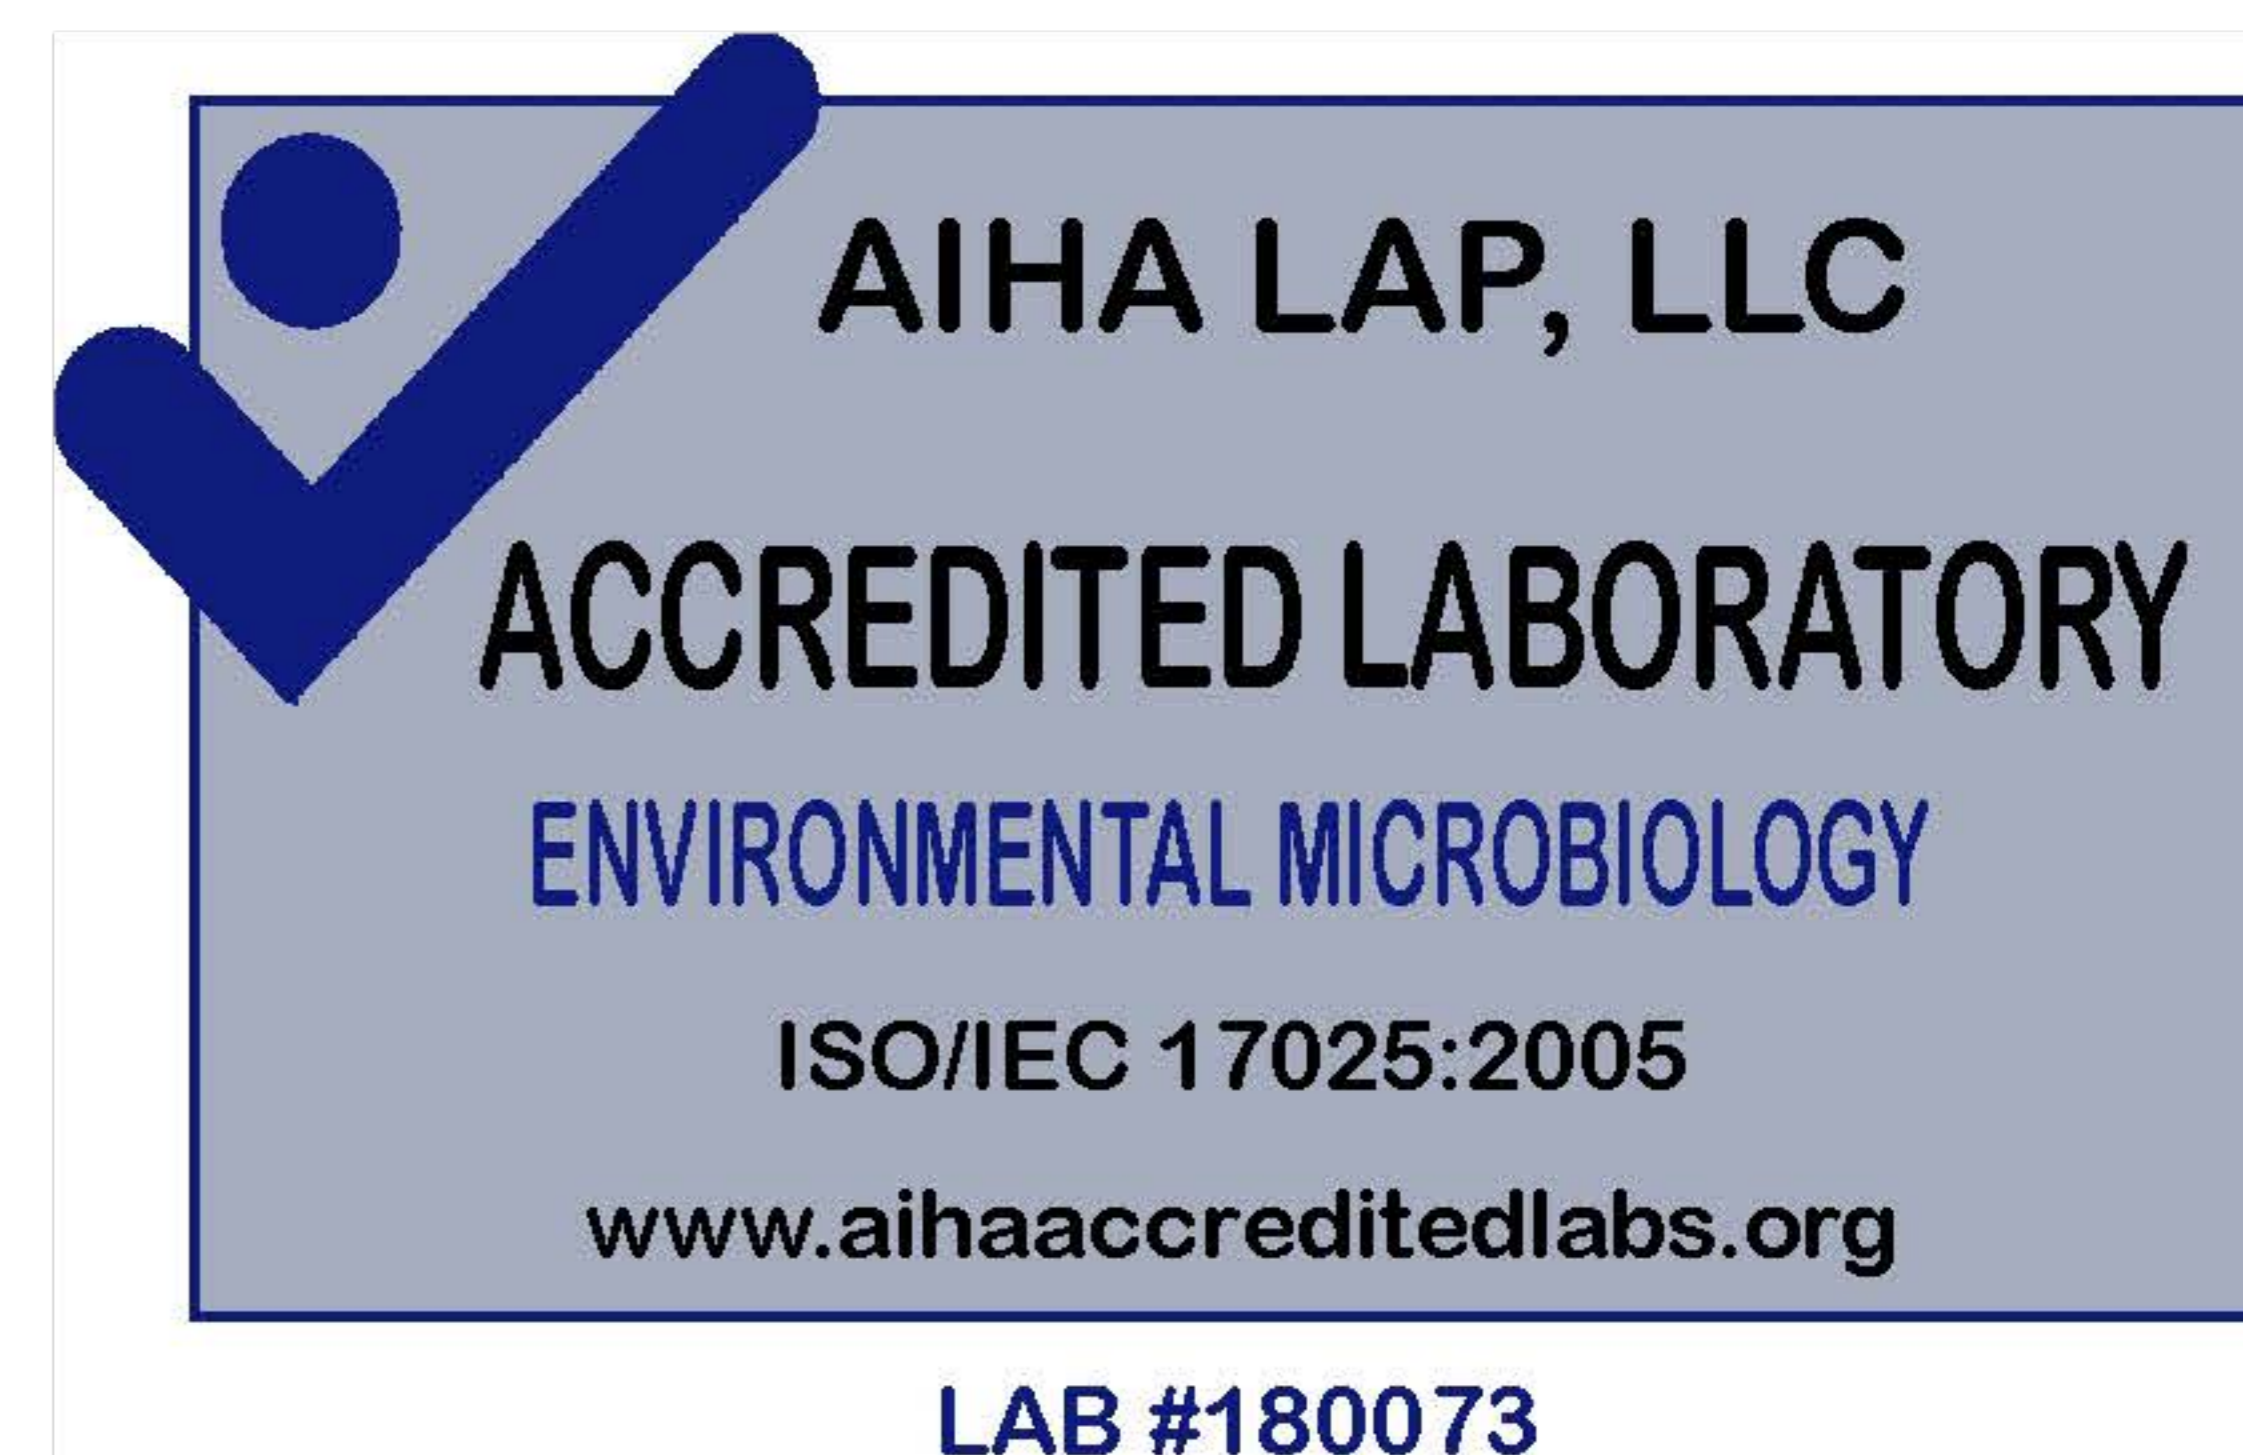 AIHA LAP, LLC
ACCREDITED LABORATORY
ENVIRONMENTAL MICROBIOLOGY
ISO/IEC 17025:2005
www.aihaaccreditedlabs.org
LAB #180073